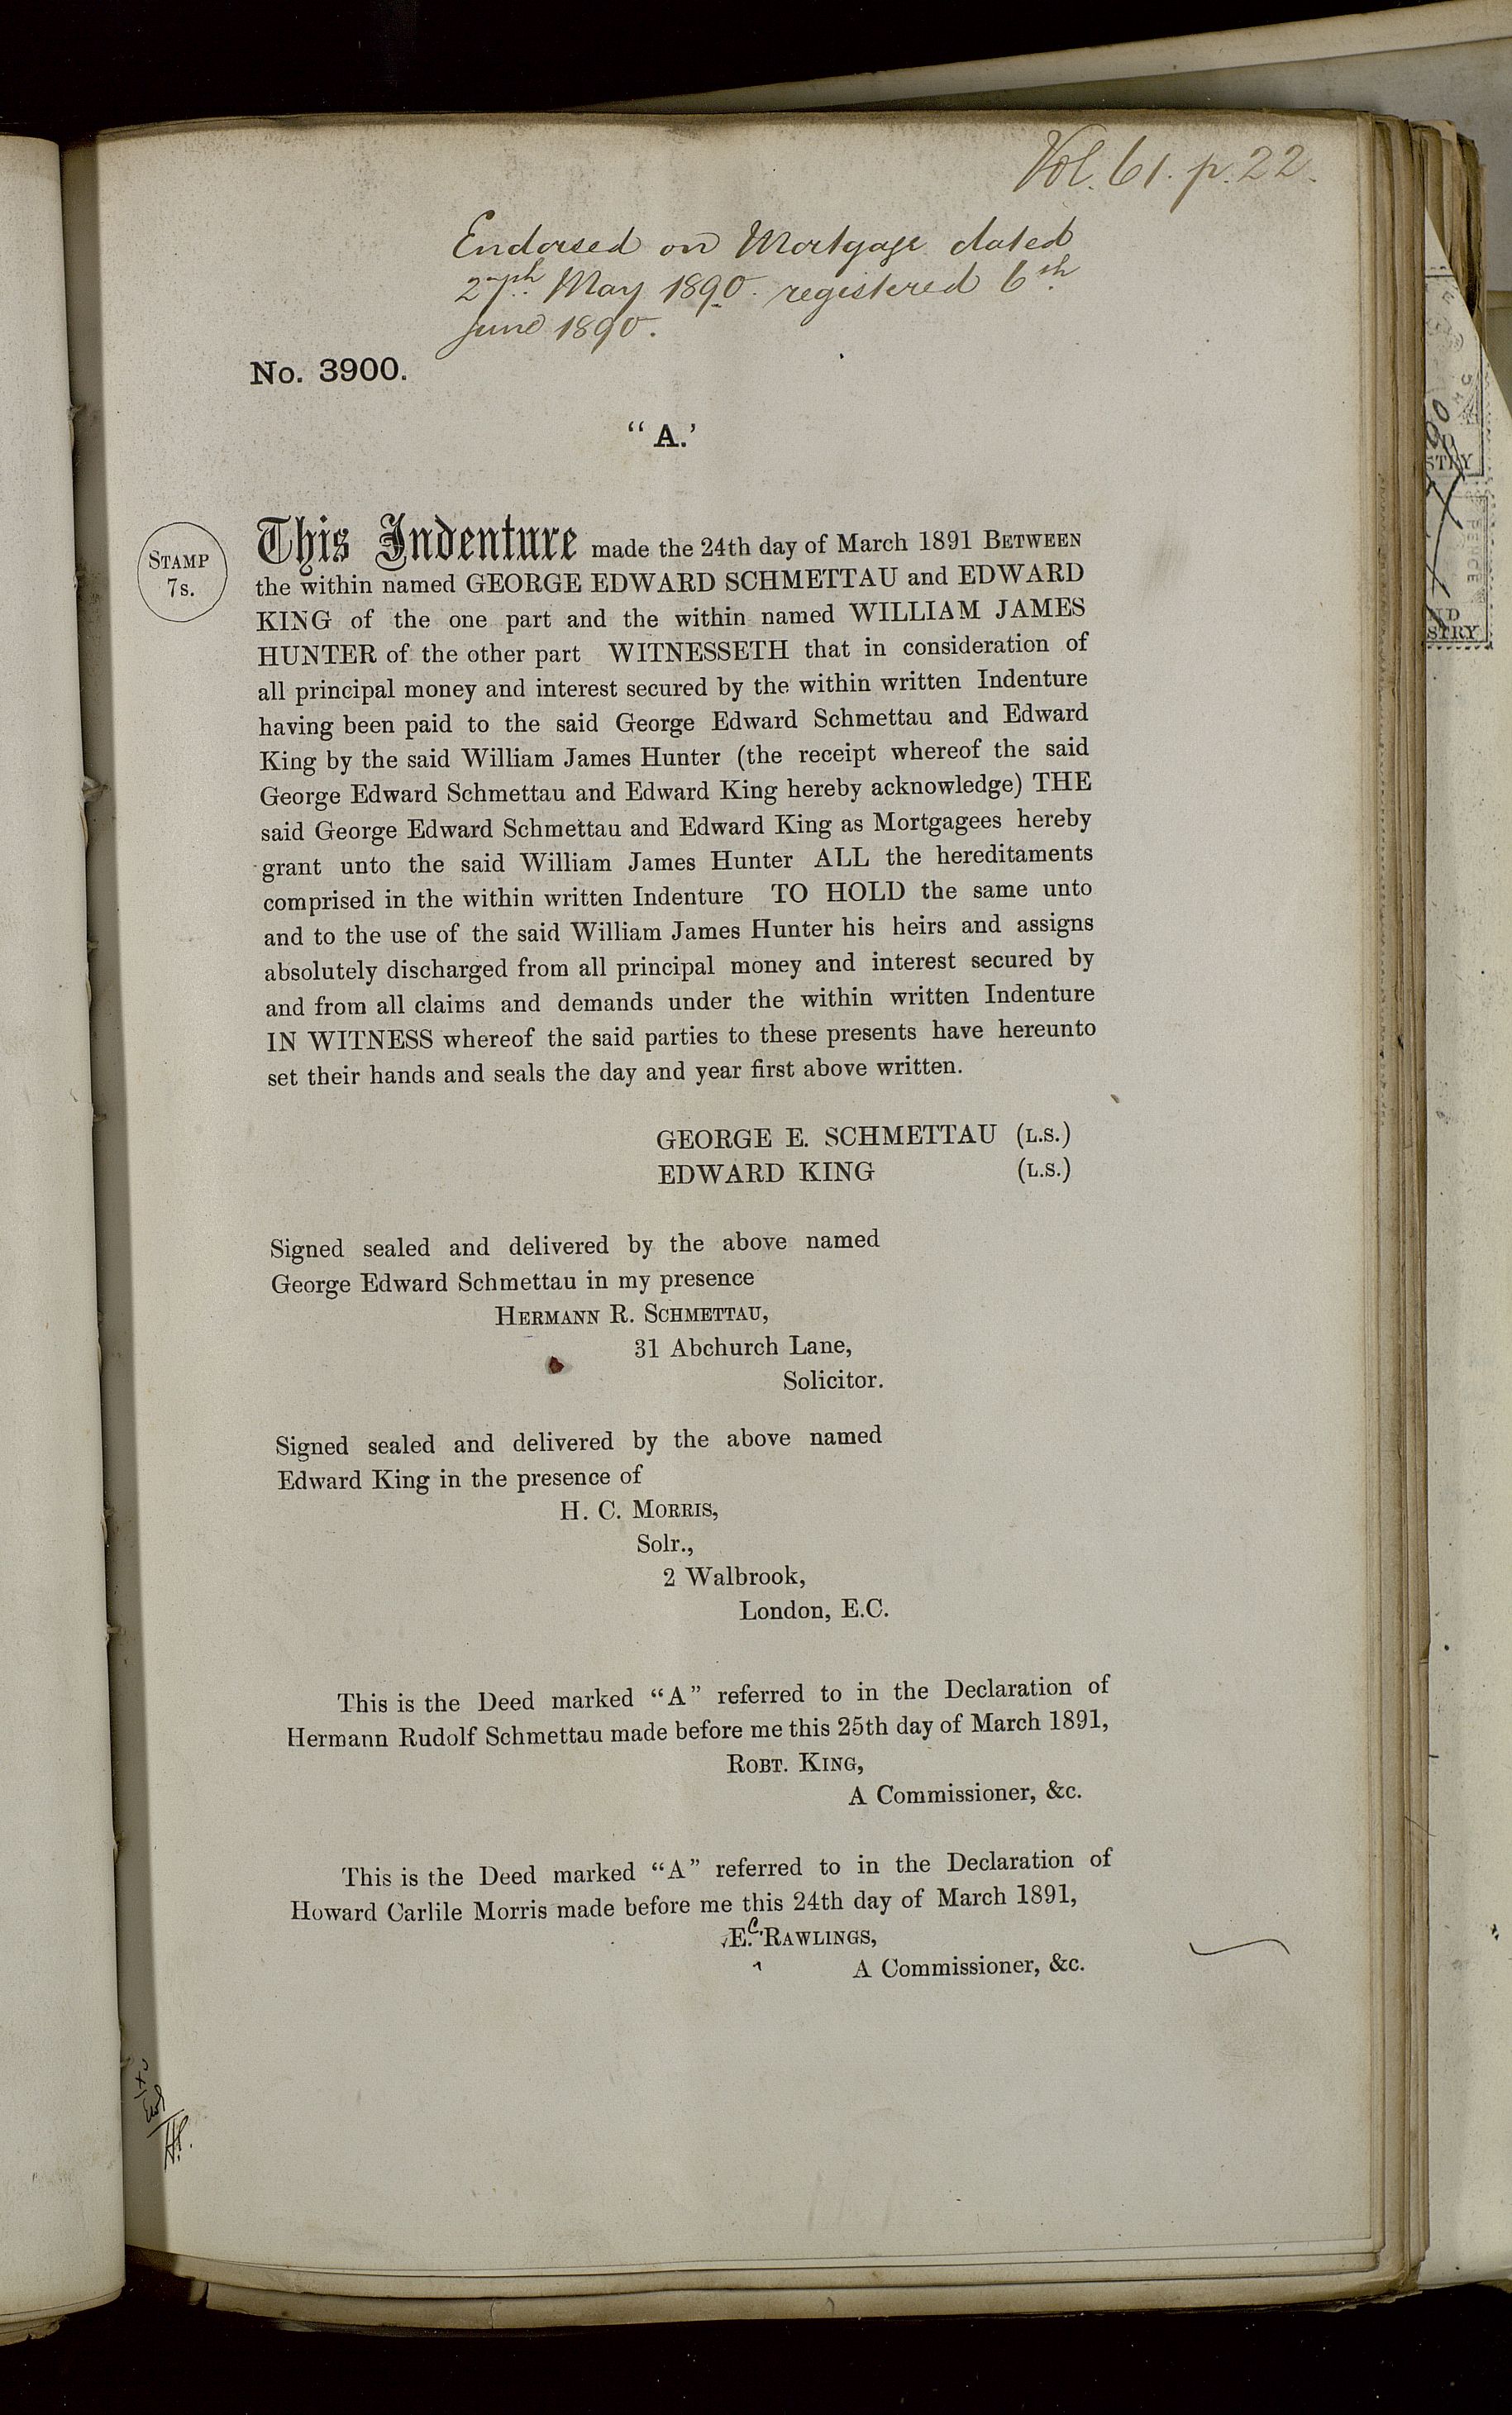 Vol. 61. p. 22.
Endorsed on Mortgage dated
27th May 1890. registered 6th
June 1890.
No. 3900.
“A.’
STAMP
7s.
This Indenture made the 24th day of March 1891 BETWEEN
the within named GEORGE EDWARD SCHMETTAU and EDWARD
KING of the one part and the within named WILLIAM JAMES
HUNTER of the other part WITNESSETH that in consideration of
all principal money and interest secured by the within written Indenture
having been paid to the said George Edward Schmettau and Edward
King by the said William James Hunter (the receipt whereof the said
George Edward Schmettau and Edward King hereby acknowledge) THE
said George Edward Schmettau and Edward King as Mortgagees hereby
grant unto the said William James Hunter ALL the hereditaments
comprised in the within written Indenture TO HOLD the same unto
and to the use of the said William James Hunter his heirs and assigns
absolutely discharged from all principal money and interest secured by
and from all claims and demands under the within written Indenture
IN WITNESS whereof the said parties to these presents have hereunto
set their hands and seals the day and year first above written.
GEORGE E. SCHMETTAU (L.S.)
EDWARD KING (L.S.)
Signed sealed and delivered by the above named
George Edward Schmettau in my presence
HERMANN R. SCHMETTAU,
31 Abchurch Lane,
Solicitor.
Signed sealed and delivered by the above named
Edward King in the presence of
H. C. MORRIS,
Solr.,
2 Walbrook,
London, E.C.
This is the Deed marked “A” referred to in the Declaration of
Hermann Rudolf Schmettau made before me this 25th day of March 1891,
ROBT. KING,
A Commissioner, &c.
This is the Deed marked “A” referred to in the Declaration of
Howard Carlile Morris made before me this 24th day of March 1891,
E. C. RAWLINGS,
A Commissioner, &c.